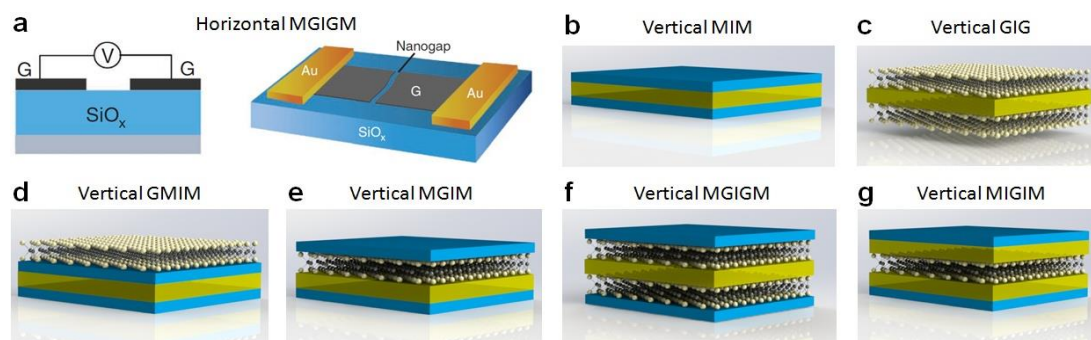 a
Horizontal MGIGM
V
G
G
SiOx
Nanogap
Au
G
Au
SiOx
b
Vertical MIM
c
Vertical GIG
d
Vertical GMIM
e
Vertical MGIM
f
Vertical MGIGM
g
Vertical MIGIM